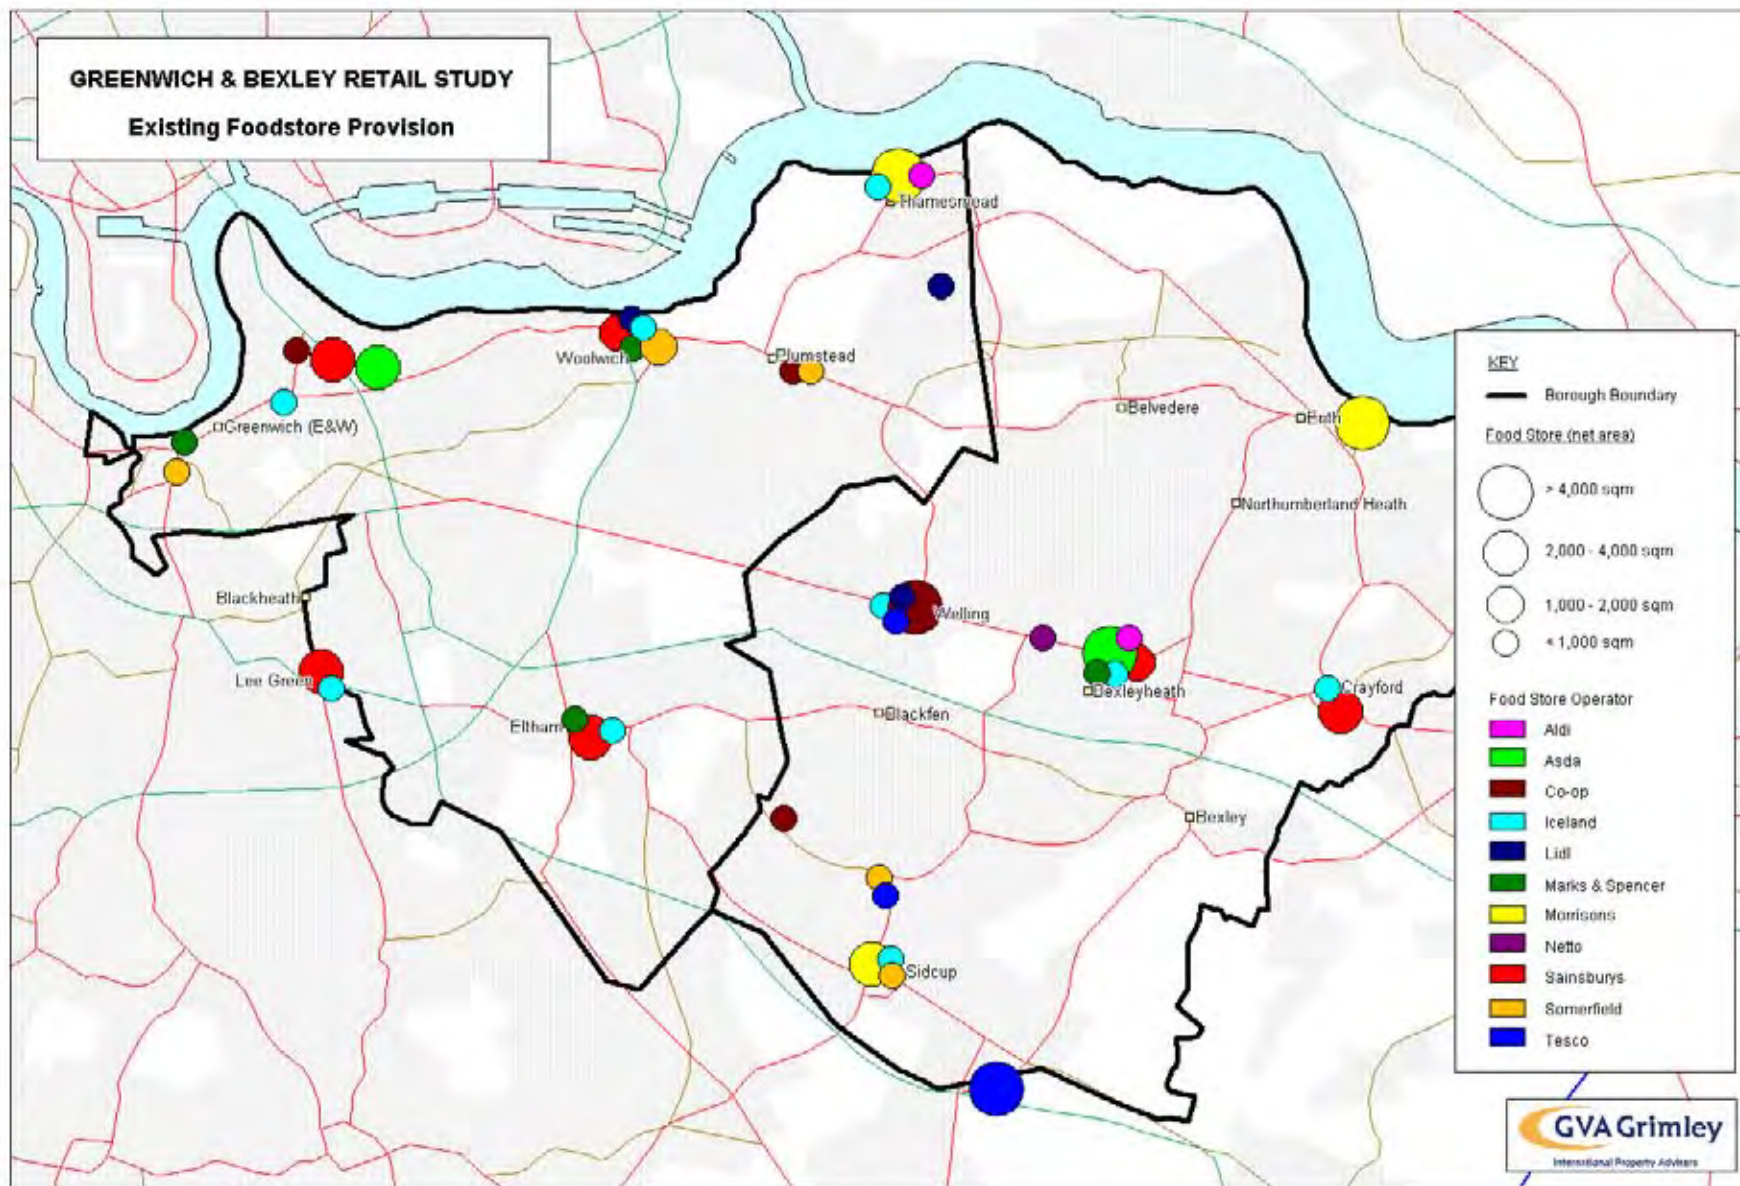 GREENWICH & BEXLEY RETAIL STUDY
Existing Foodstore Provision
Thamesmead
Woolwich
Plumstead
Greenwich (E&W)
Belvedere
Erith
Northumberland Heath
Blackheath
Welling
Lee Green
Bexleyheath
Crayford
Eltham
Blackfen
Bexley
Sidcup
KEY
Borough Boundary
Food Store (net area)
> 4,000 sqm
2,000 - 4,000 sqm
1,000 - 2,000 sqm
< 1,000 sqm
Food Store Operator
Aldi
Asda
Co-op
Iceland
Lidl
Marks & Spencer
Morrisons
Netto
Sainsburys
Somerfield
Tesco
GVA Grimley
International Property Advisers